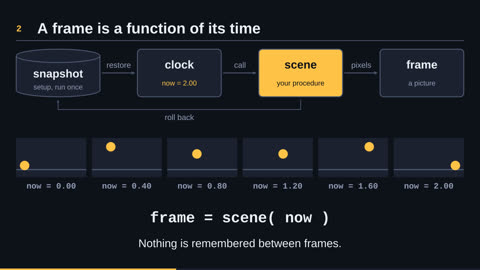 2 A frame is a function of its time
snapshot
setup, run once
restore
clock
now = 2.00
call
scene
your procedure
pixels
frame
a picture
roll back
now = 0.00
now = 0.40
now = 0.80
now = 1.20
now = 1.60
now = 2.00
frame = scene( now )
Nothing is remembered between frames.